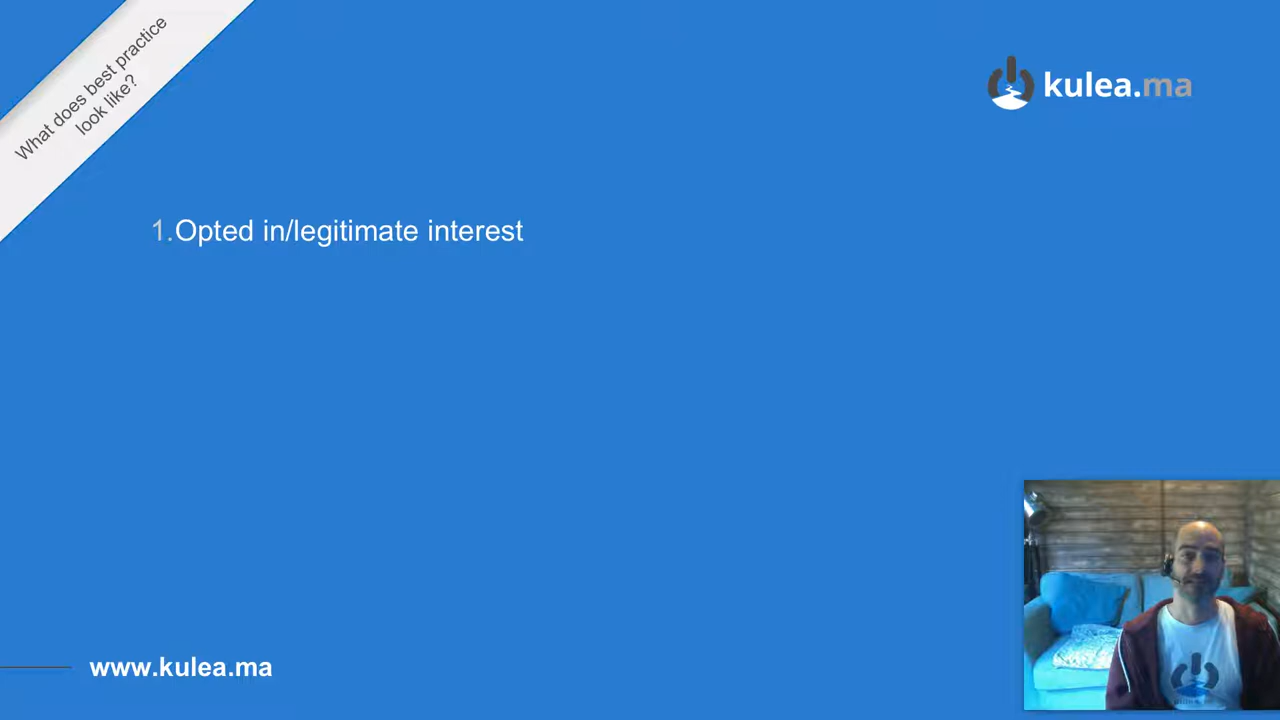 What does best practice
look like?
kulea.ma
1.Opted in/legitimate interest
www.kulea.ma